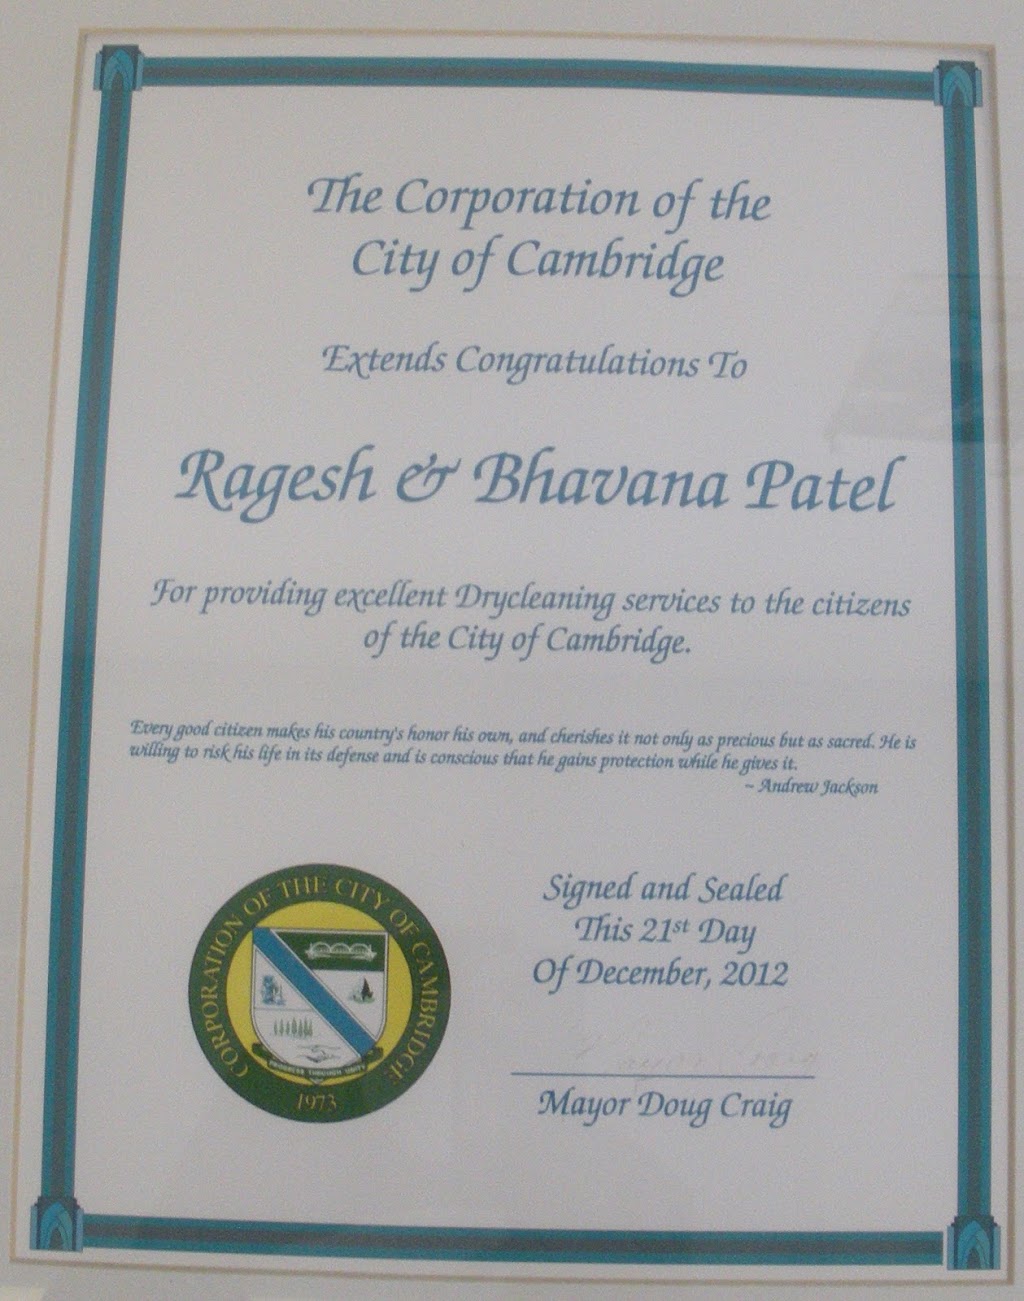 The Corporation of the
City of Cambridge
Extends Congratulations To
Ragesh & Bhavana Patel
For providing excellent Drycleaning services to the citizens
of the City of Cambridge.
Every good citizen makes his country's honor his own, and cherishes it not only as precious but as sacred. He is
willing to risk his life in its defense and is conscious that he gains protection while he gives it.
~ Andrew Jackson
CORPORATION OF THE CITY OF CAMBRIDGE
PROGRESS THROUGH UNITY
1973
Signed and Sealed
This 21st Day
Of December, 2012
Mayor Doug Craig